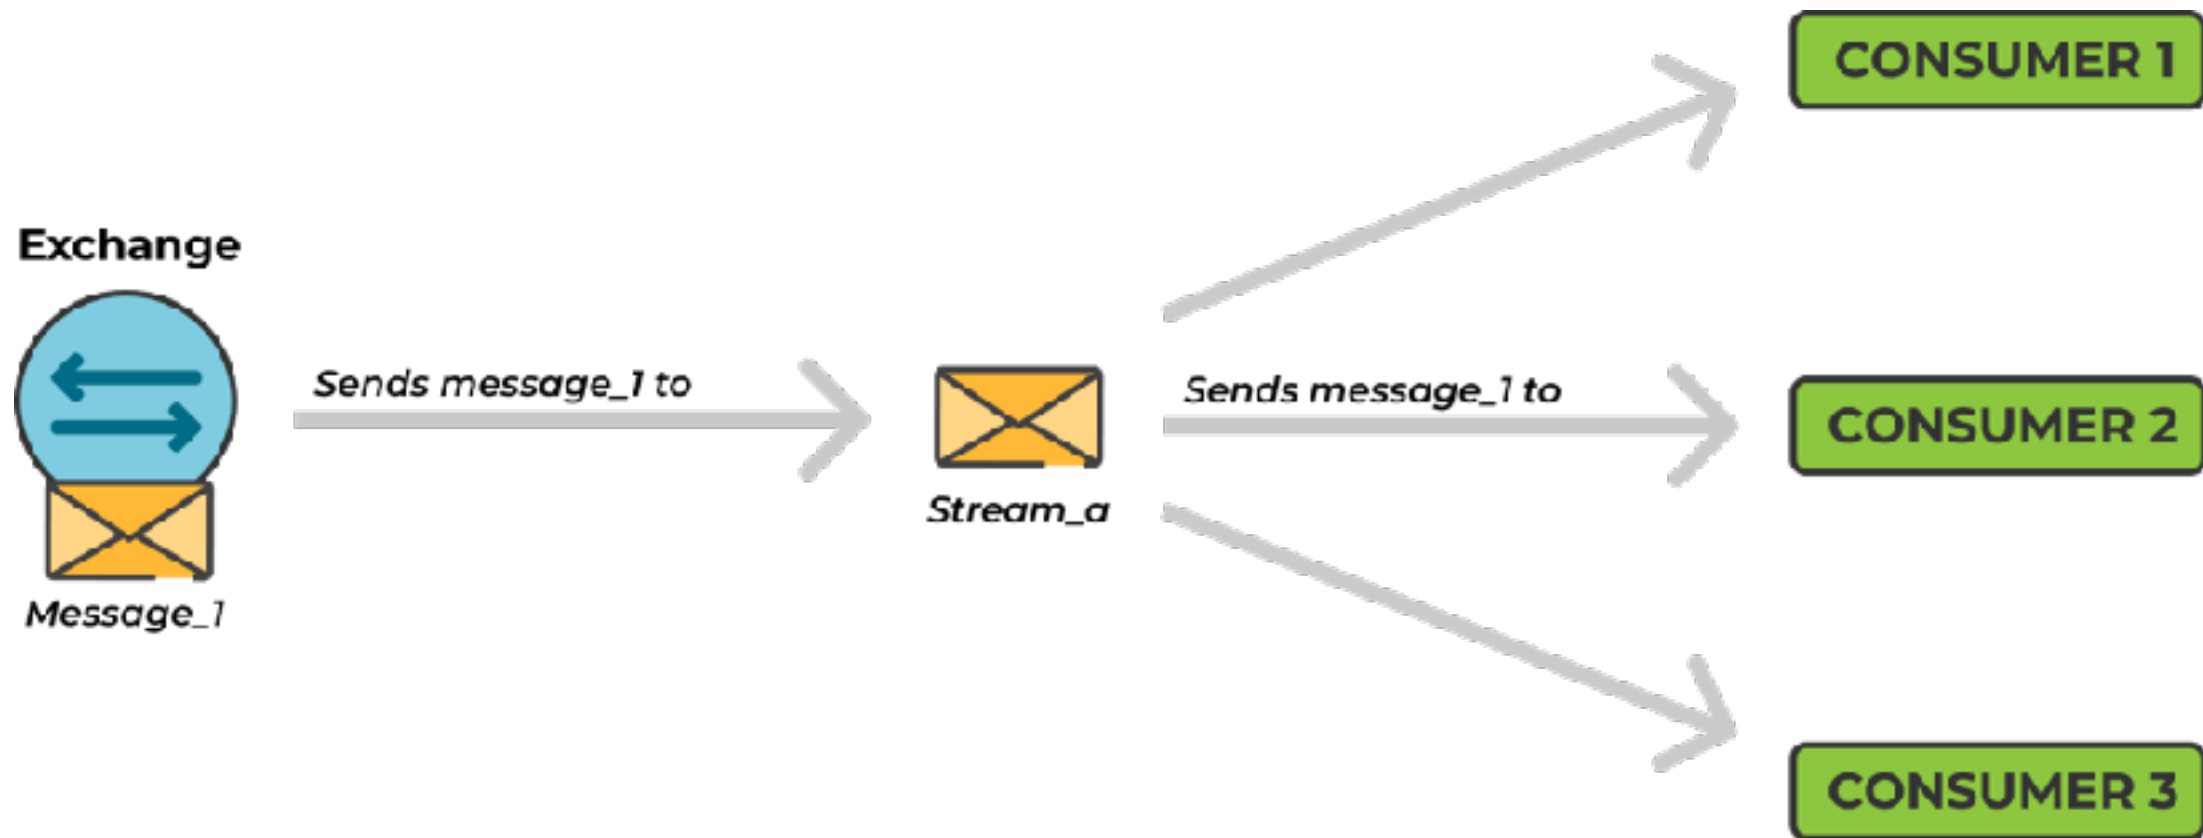 CONSUMER 1
Exchange
Sends message_1 to
Sends message_1 to
CONSUMER 2
Stream_a
Message_1
CONSUMER 3